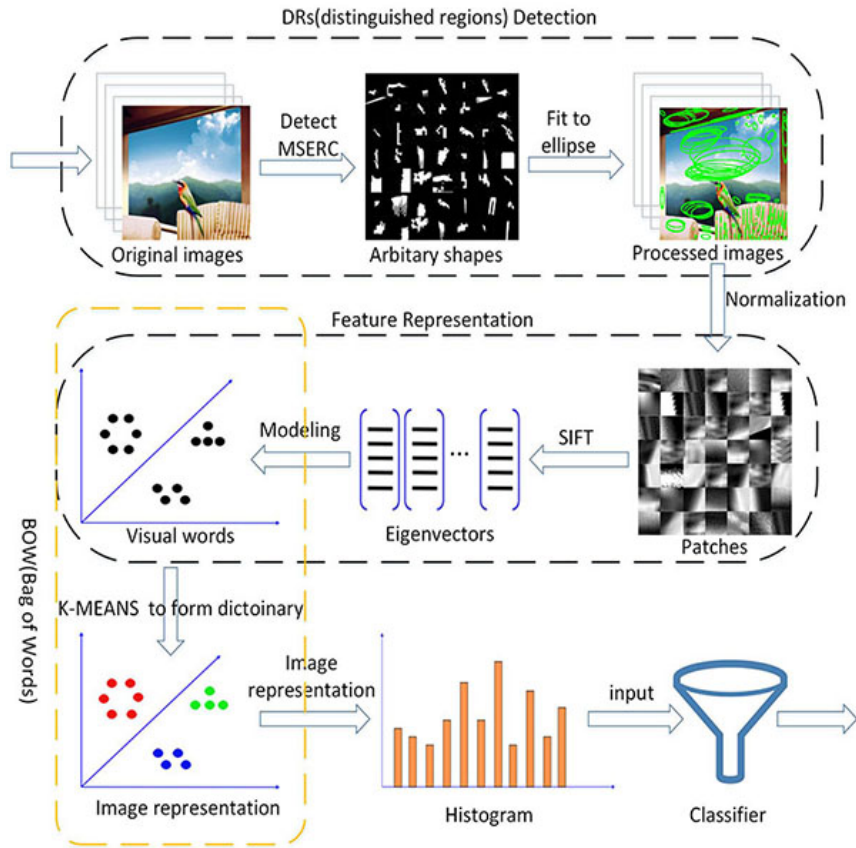 DRs(distinguished regions) Detection
Detect
MSERC
Fit to
ellipse
Original images
Arbitary shapes
Processed images
Normalization
Feature Representation
Modeling
SIFT
...
Visual words
Eigenvectors
Patches
BOW(Bag of Words)
K-MEANS to form dictoinary
Image
representation
input
Image representation
Histogram
Classifier